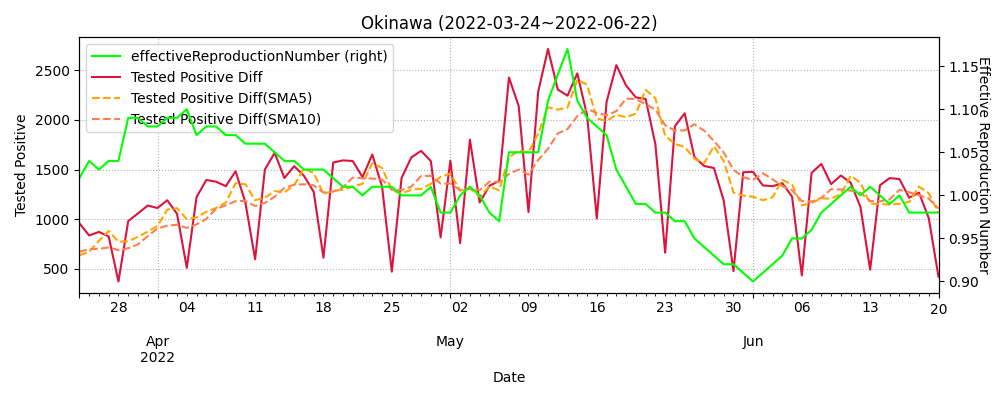 Okinawa (2022-03-24~2022-06-22)
effectiveReproductionNumber (right)
Tested Positive Diff
Tested Positive Diff(SMA5)
Tested Positive Diff(SMA10)
Tested Positive
2500
2000
1500
1000
500
Effective Reproduction Number
1.15
1.10
1.05
1.00
0.95
0.90
28 04 11 18 25 02 09 16 23 30 06 13 20
Apr May Jun
2022
Date